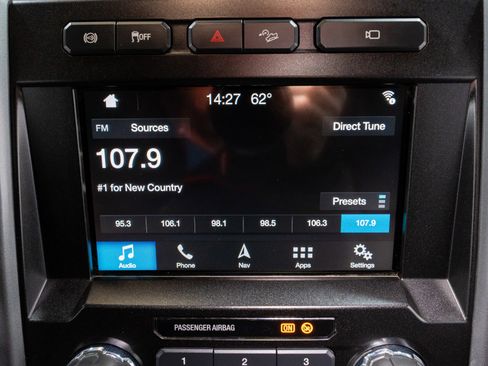 OFF
14:27 62°
FM Sources Direct Tune
107.9
#1 for New Country
Presets
95.3 106.1 98.1 98.5 106.3 107.9
Audio Phone Nav Apps Settings
PASSENGER AIRBAG ON
1 2 3